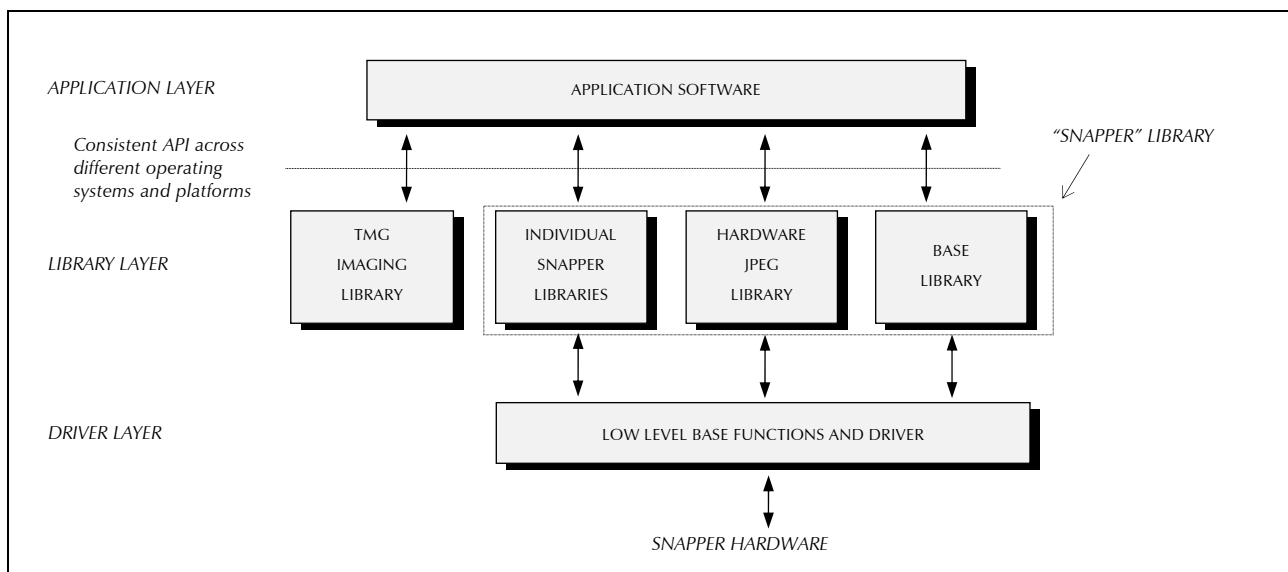 APPLICATION LAYER
APPLICATION SOFTWARE
Consistent API across
different operating
systems and platforms
“SNAPPER” LIBRARY
LIBRARY LAYER
TMG
IMAGING
LIBRARY
INDIVIDUAL
SNAPPER
LIBRARIES
HARDWARE
JPEG
LIBRARY
BASE
LIBRARY
DRIVER LAYER
LOW LEVEL BASE FUNCTIONS AND DRIVER
SNAPPER HARDWARE